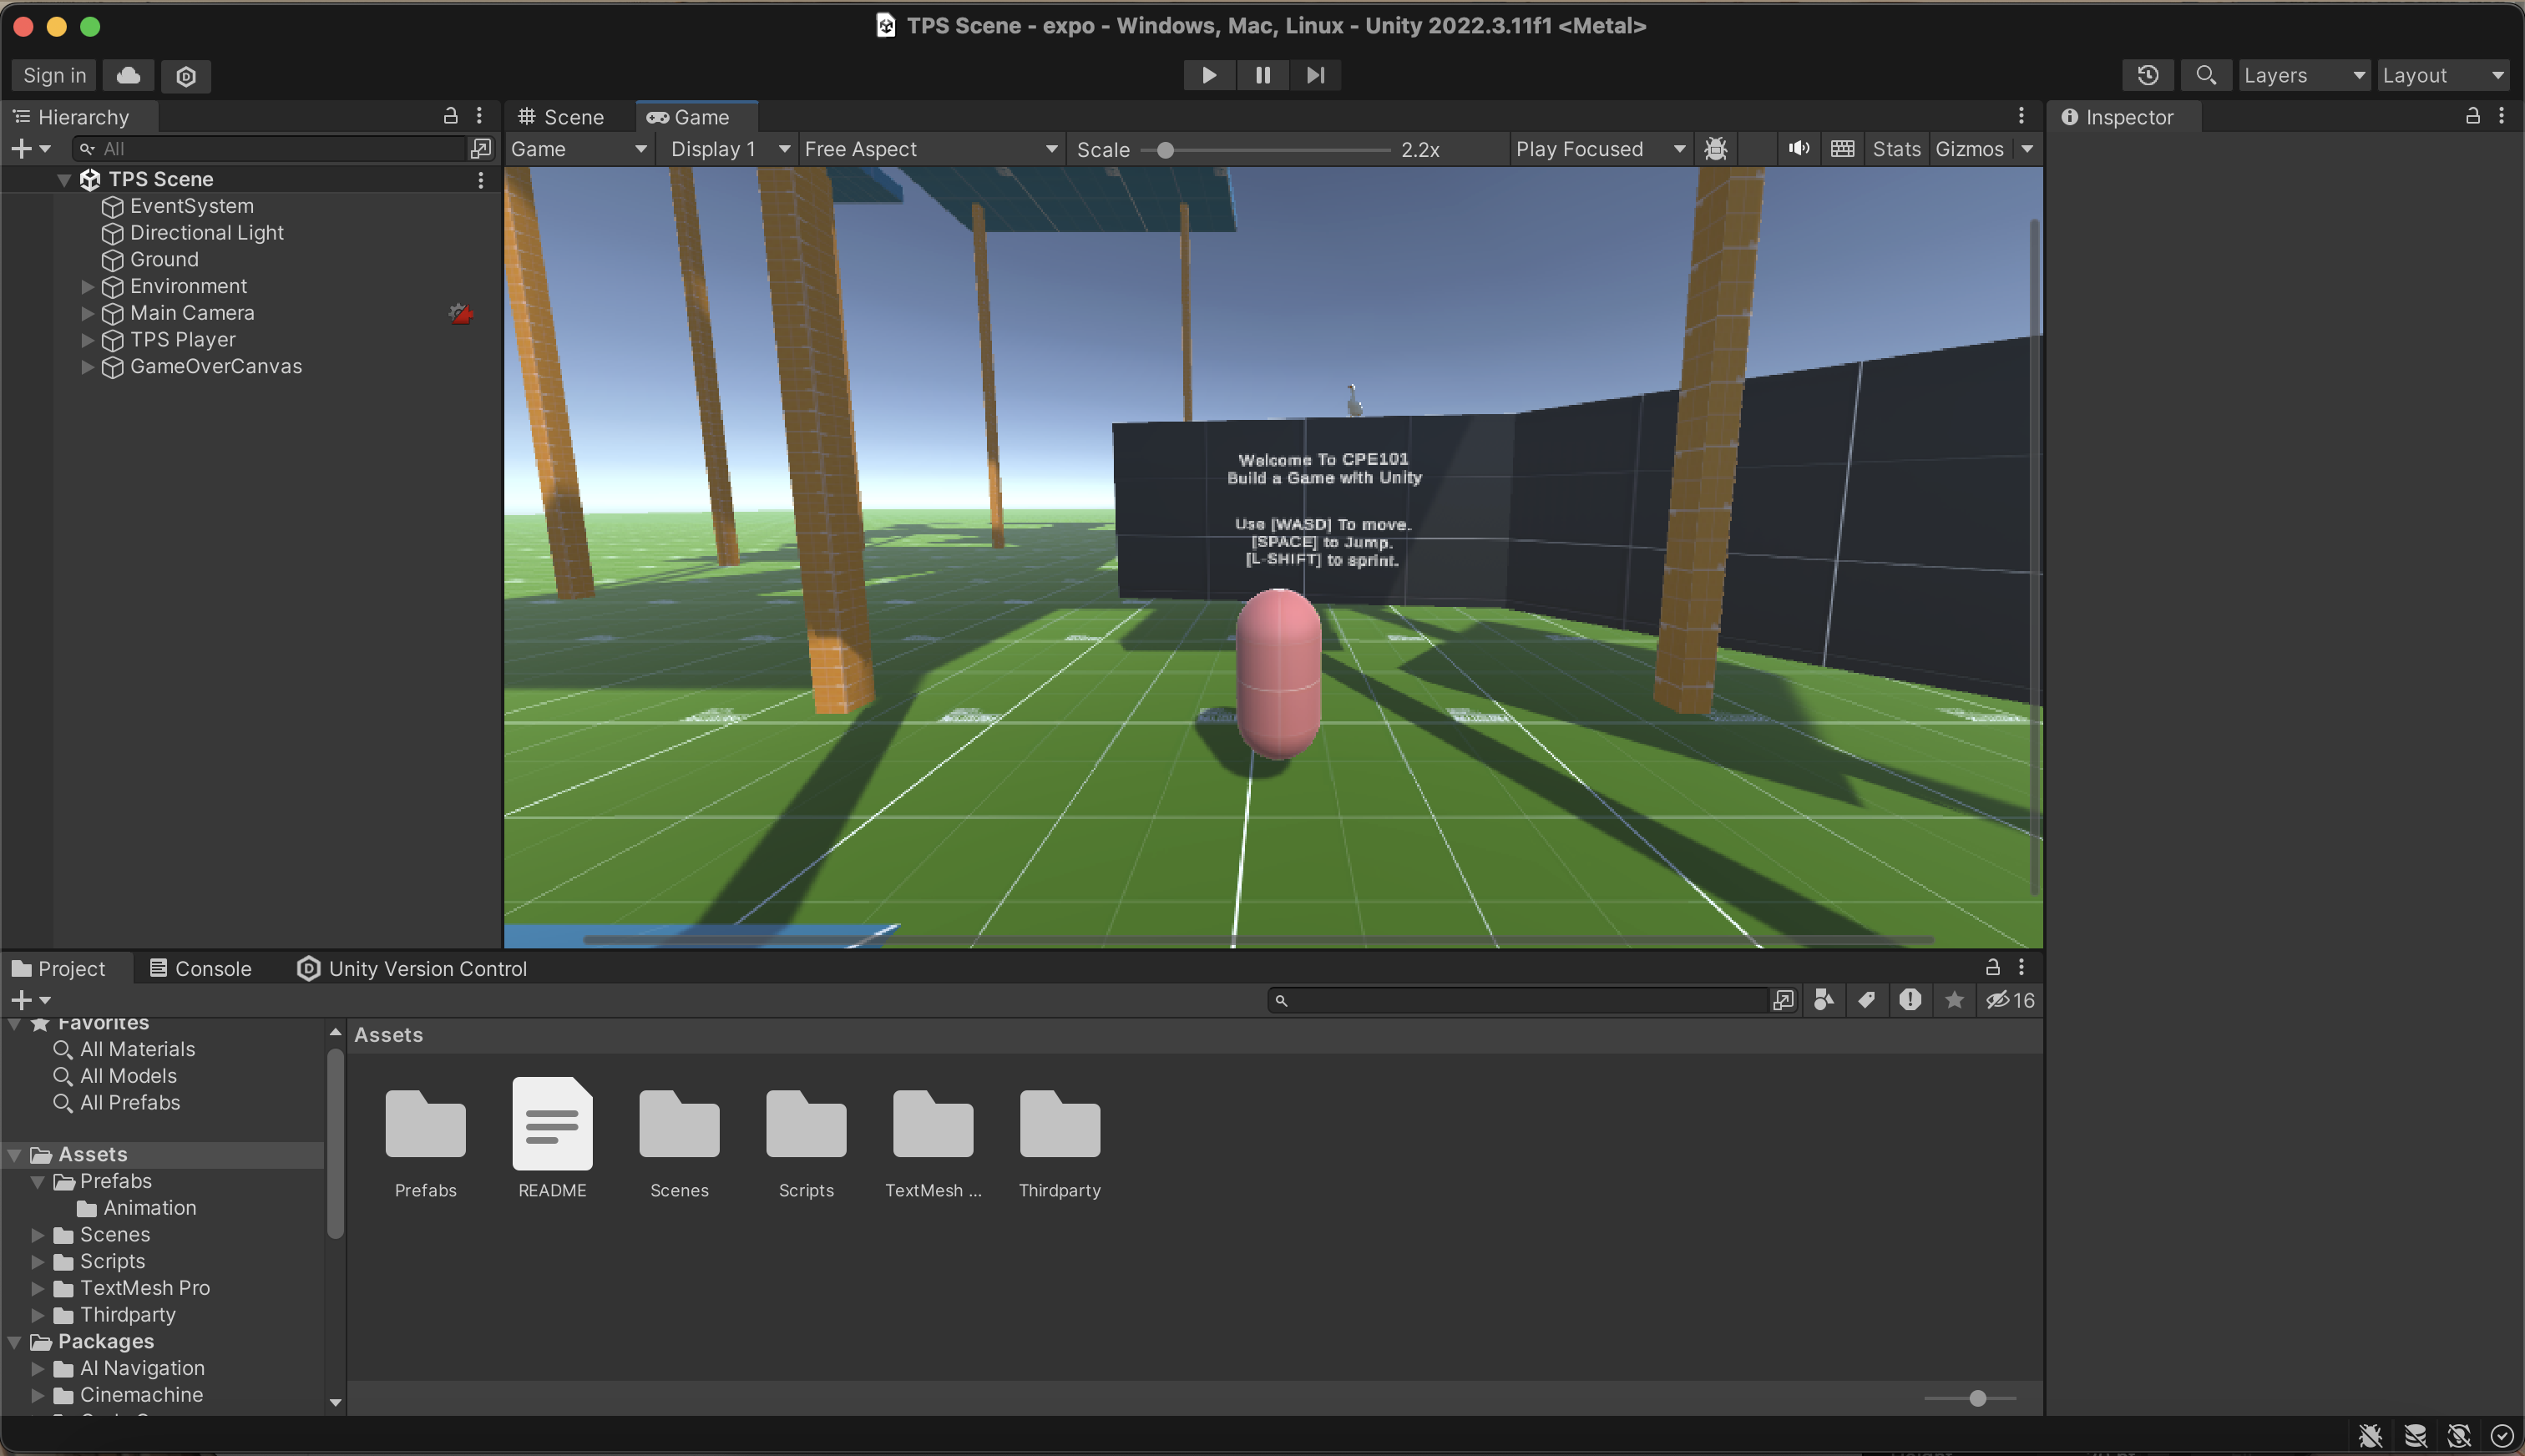 TPS Scene - expo - Windows, Mac, Linux - Unity 2022.3.11f1 <Metal>
Sign in
Layers
Layout
Hierarchy
All
TPS Scene
EventSystem
Directional Light
Ground
Environment
Main Camera
TPS Player
GameOverCanvas
Scene
Game
Game
Display 1
Free Aspect
Scale
2.2x
Play Focused
Stats
Gizmos
Welcome To CPE101
Build a Game with Unity
Use [WASD] To move.
[SPACE] to Jump.
[L-SHIFT] to sprint.
Inspector
Project
Console
Unity Version Control
16
Favorites
All Materials
All Models
All Prefabs
Assets
Prefabs
Animation
Scenes
Scripts
TextMesh Pro
Thirdparty
Packages
AI Navigation
Cinemachine
Assets
Prefabs
README
Scenes
Scripts
TextMesh ...
Thirdparty